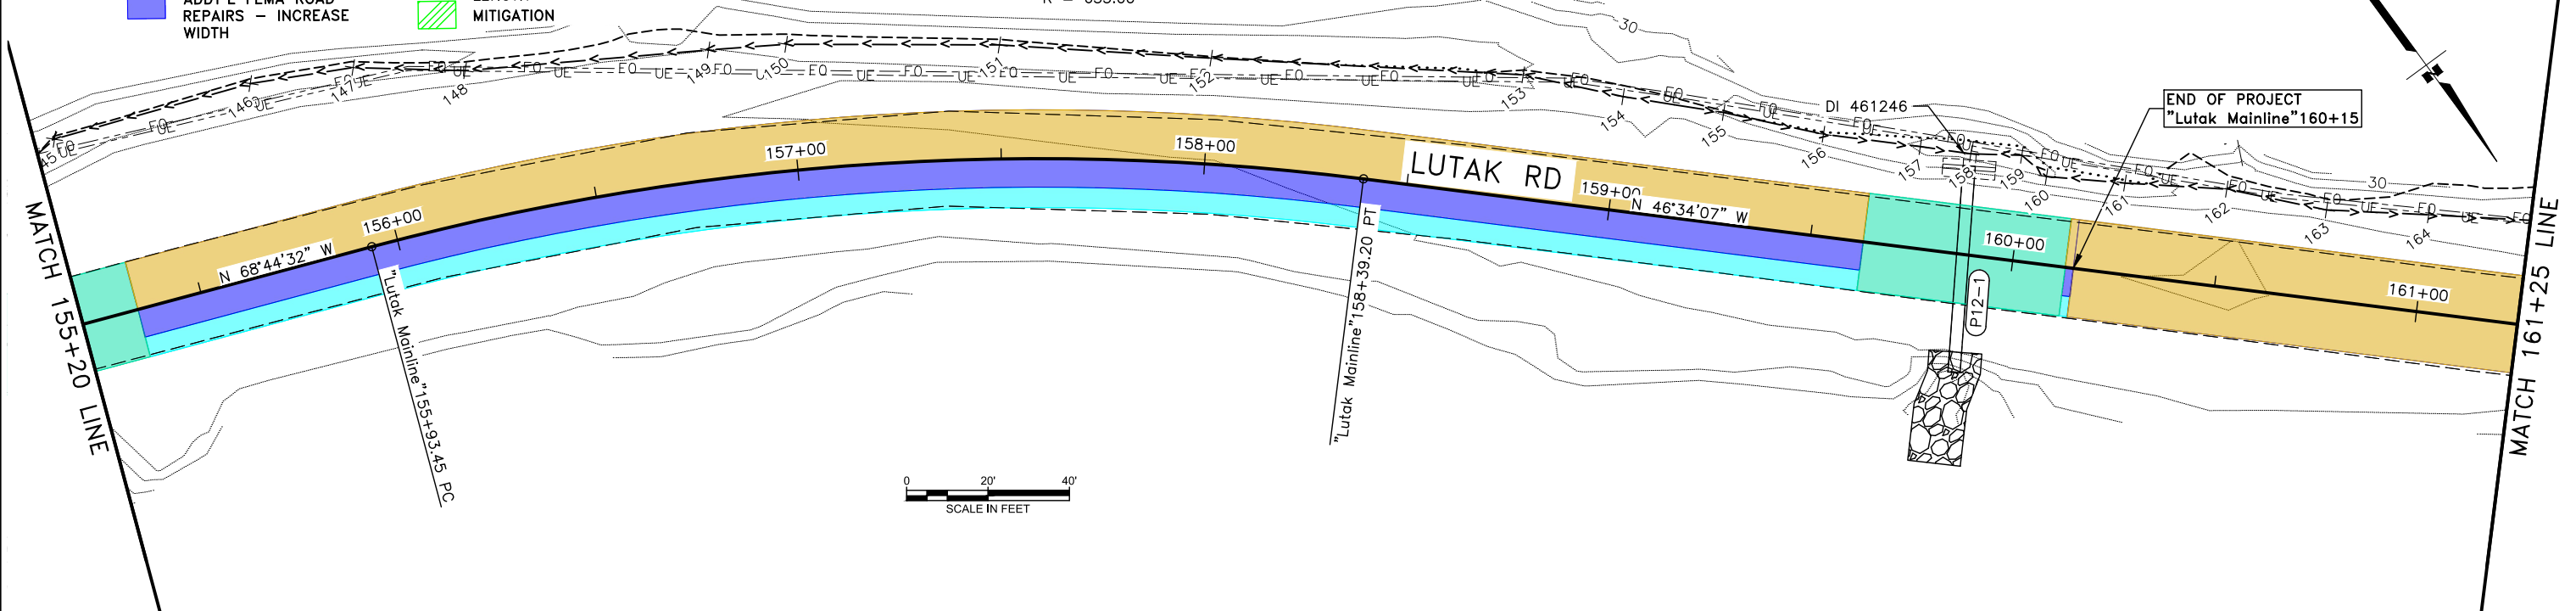 REPAIRS – INCREASE
WIDTH
MITIGATION
30
149
150
151
152
153
154
155
156
157
158
159
160
161
162
163
164
146
147
148
FO
UE
DI 461246
END OF PROJECT
"Lutak Mainline"160+15
30
156+00
157+00
158+00
159+00
160+00
161+00
LUTAK RD
N 68°44'32" W
N 46°34'07" W
"Lutak Mainline"155+93.45 PC
"Lutak Mainline"158+39.20 PT
P12-1
MATCH 155+20 LINE
MATCH 161+25 LINE
0 20' 40'
SCALE IN FEET